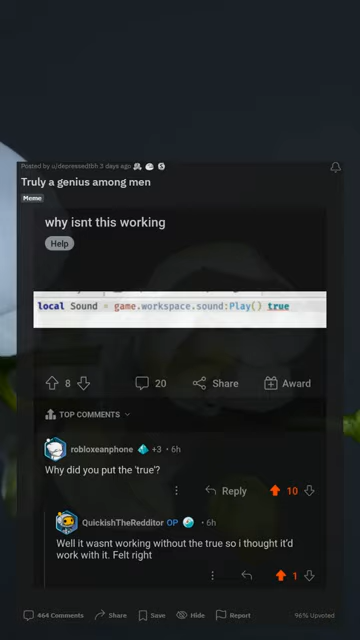 Posted by u/depressedtbh 3 days ago
Truly a genius among men
Meme
why isnt this working
Help
local Sound = game.workspace.sound:Play() true
8
20
Share
Award
TOP COMMENTS
robloxeanphone +3 • 6h
Why did you put the 'true'?
Reply
10
QuickishTheRedditor OP • 6h
Well it wasnt working without the true so i thought it'd
work with it. Felt right
1
464 Comments
Share
Save
Hide
Report
96% Upvoted